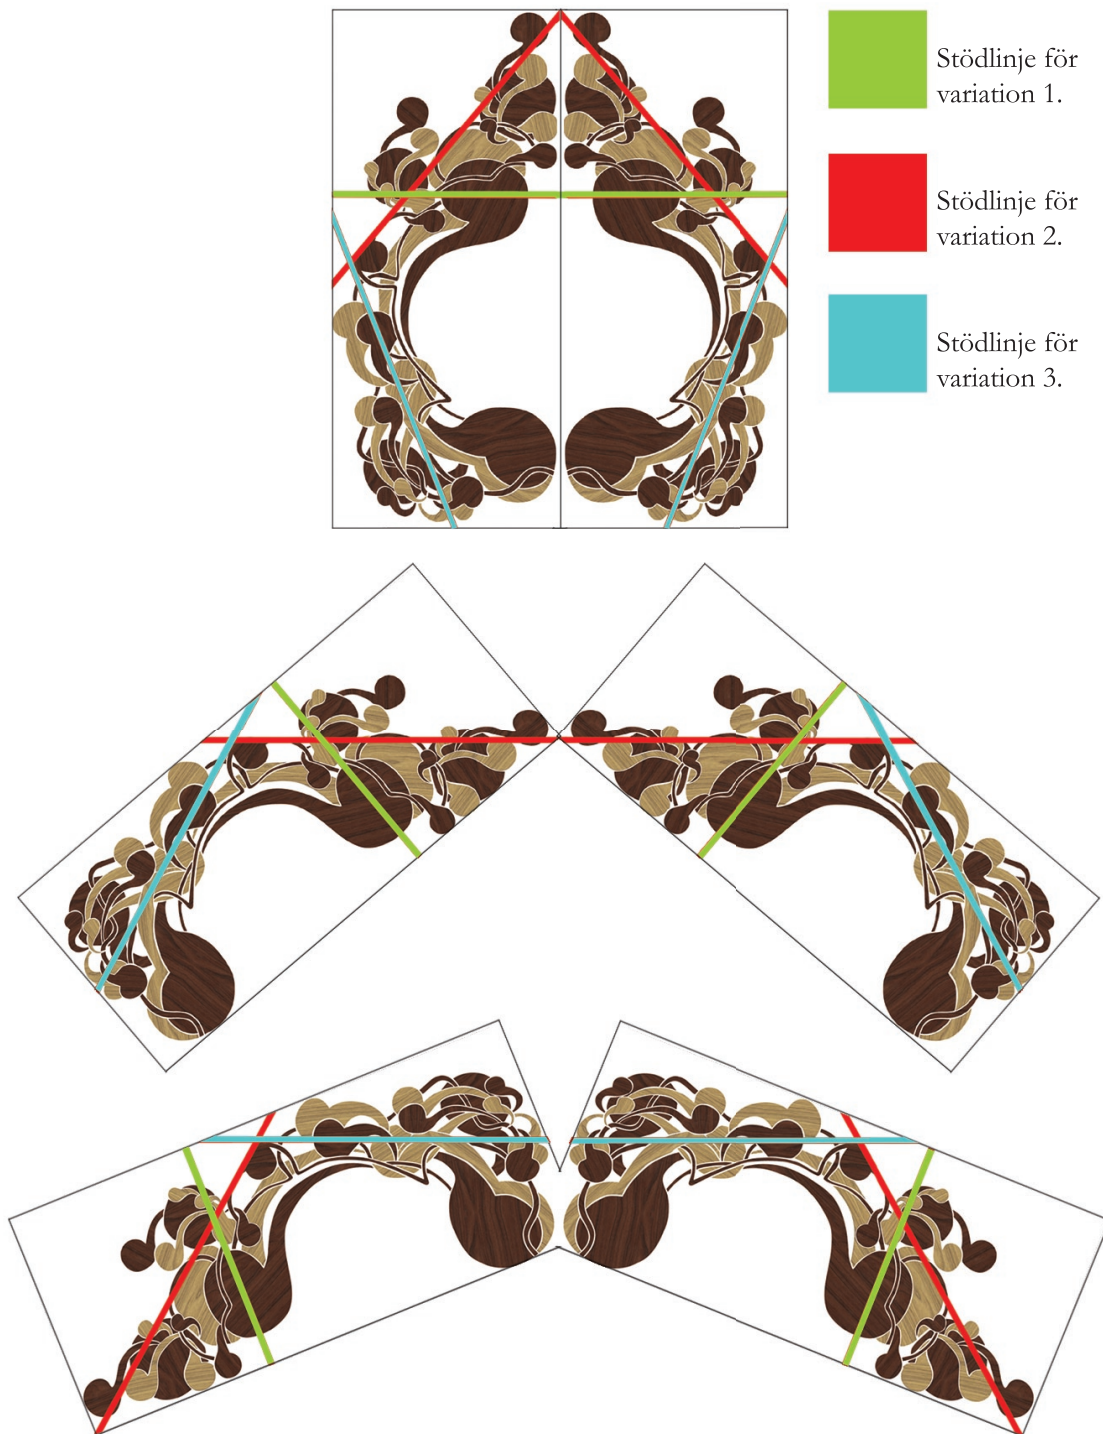 Stödlinje för
variation 1.
Stödlinje för
variation 2.
Stödlinje för
variation 3.